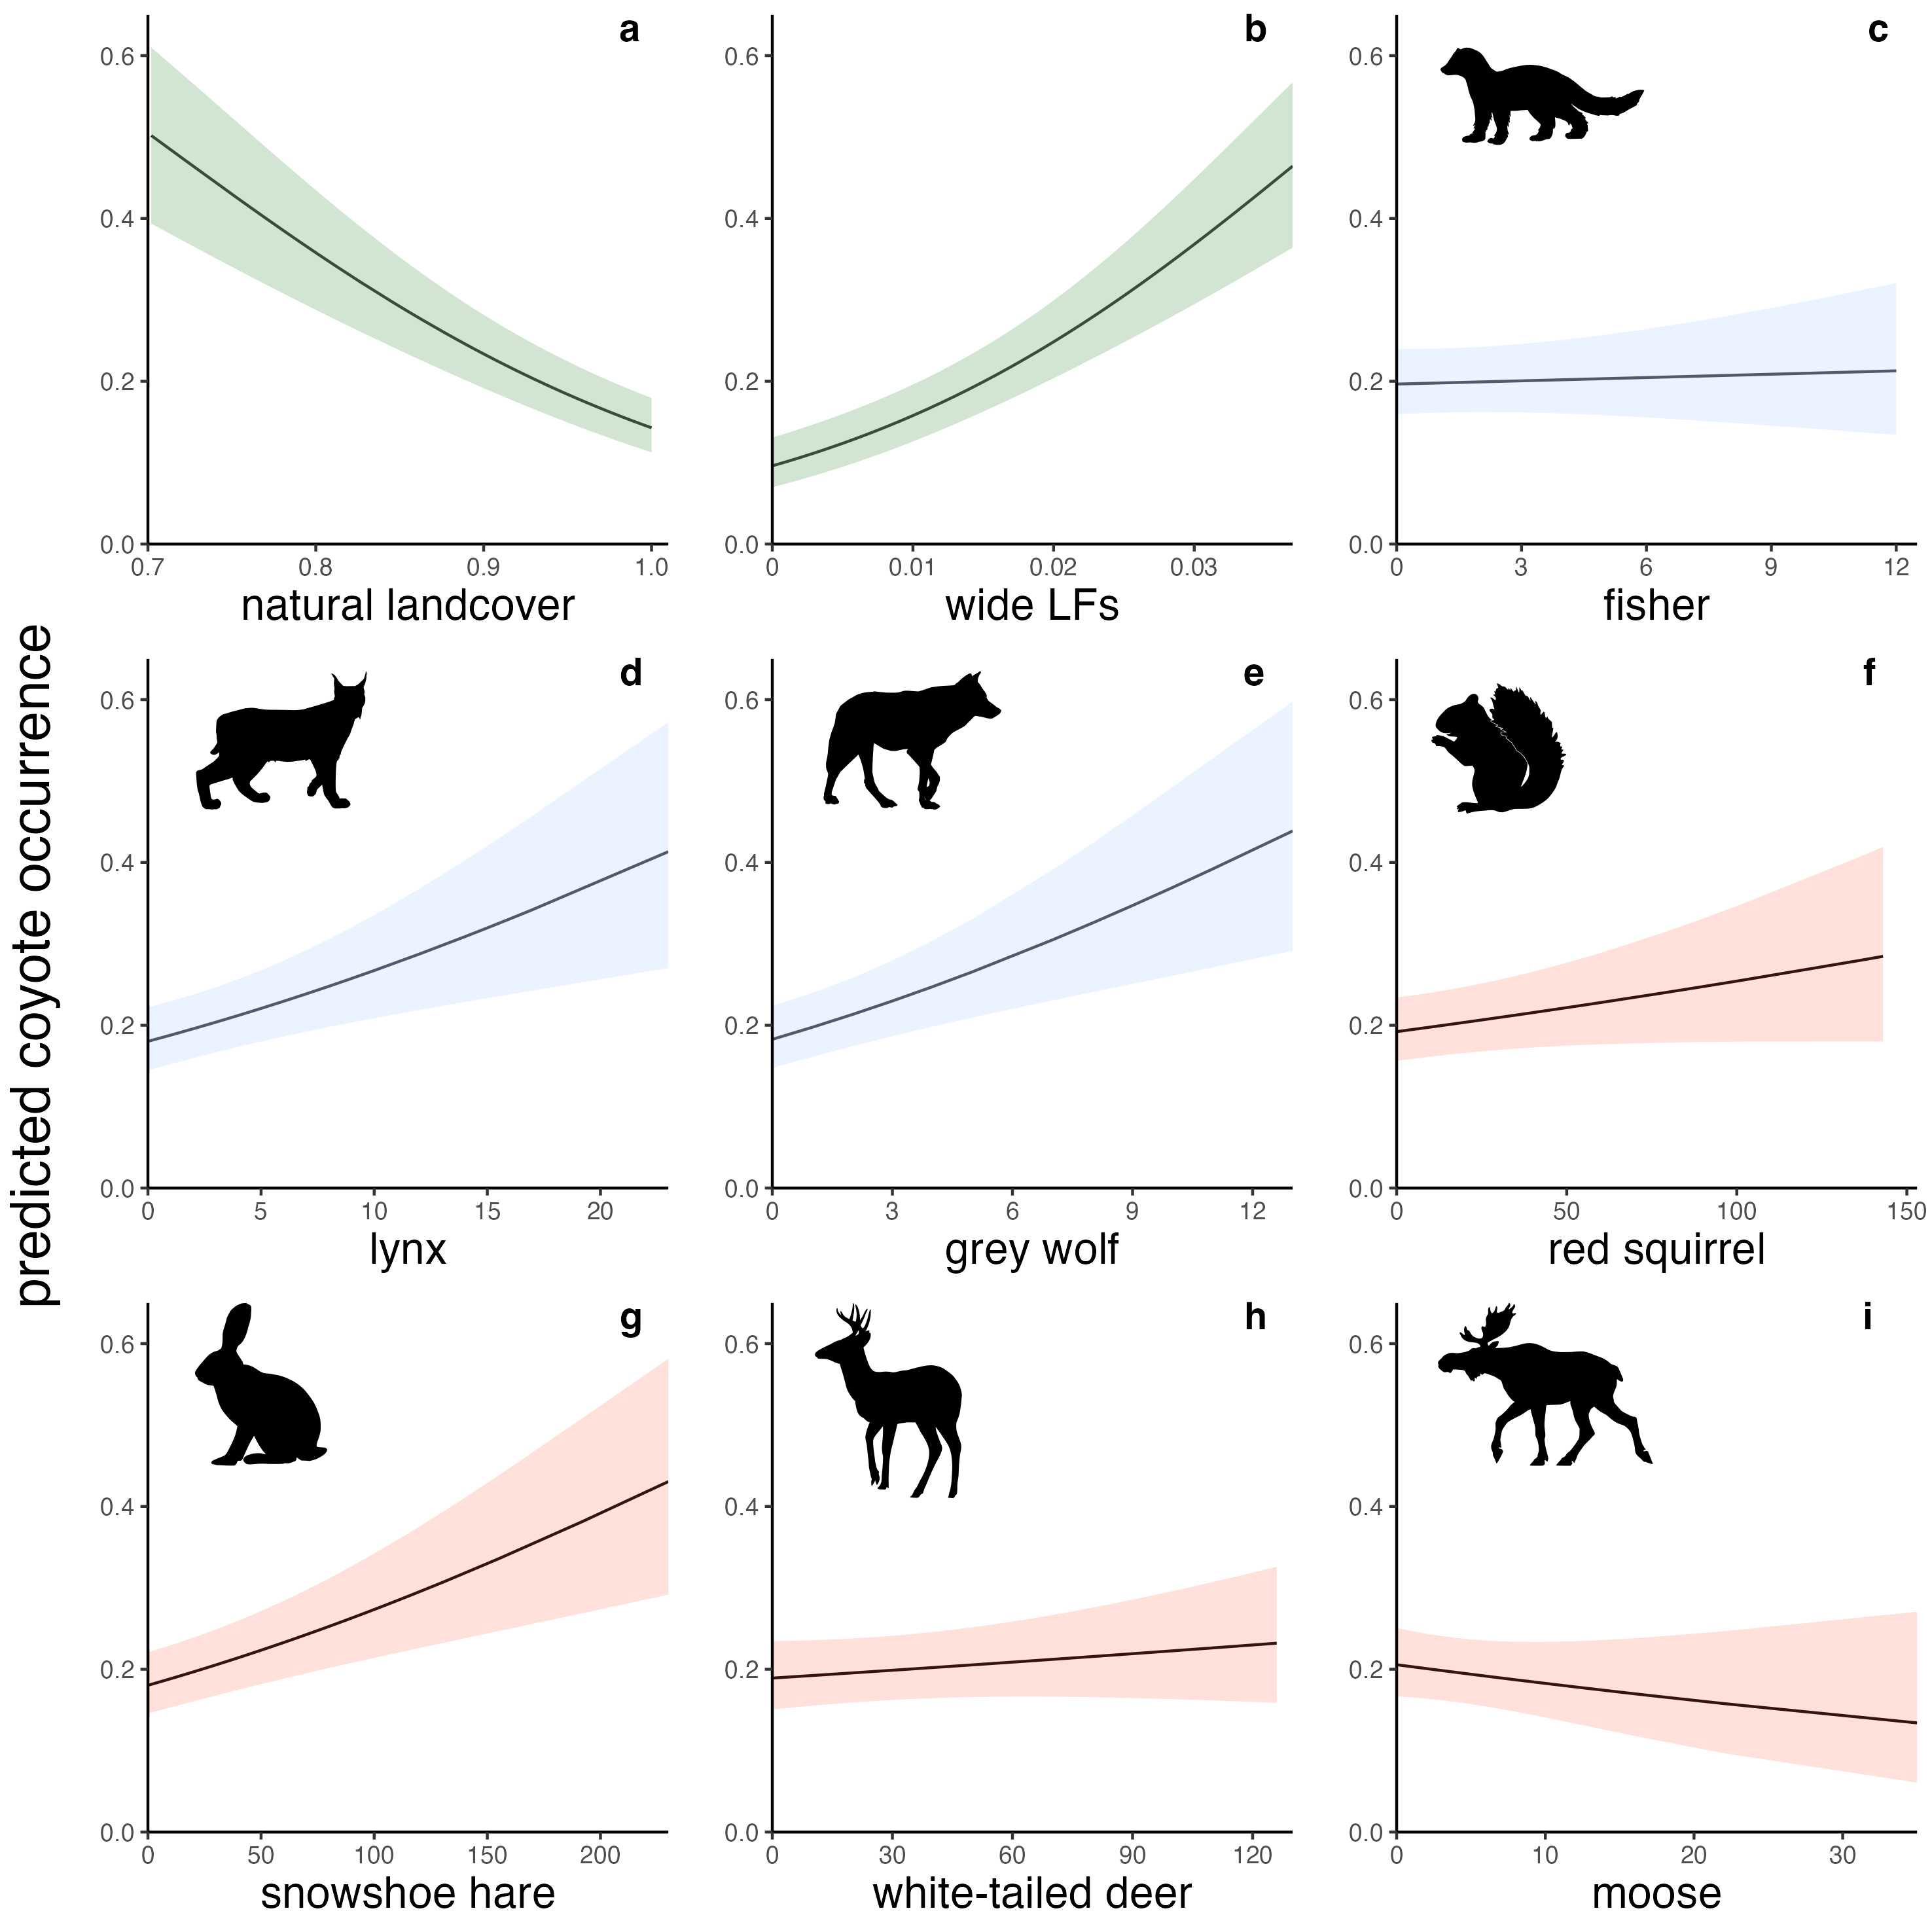 predicted coyote occurrence
a
0.6
0.4
0.2
0.0
0.7 0.8 0.9 1.0
natural landcover
b
0.6
0.4
0.2
0.0
0 0.01 0.02 0.03
wide LFs
c
0.6
0.4
0.2
0.0
0 3 6 9 12
fisher
d
0.6
0.4
0.2
0.0
0 5 10 15 20
lynx
e
0.6
0.4
0.2
0.0
0 3 6 9 12
grey wolf
f
0.6
0.4
0.2
0.0
0 50 100 150
red squirrel
g
0.6
0.4
0.2
0.0
0 50 100 150 200
snowshoe hare
h
0.6
0.4
0.2
0.0
0 30 60 90 120
white-tailed deer
i
0.6
0.4
0.2
0.0
0 10 20 30
moose